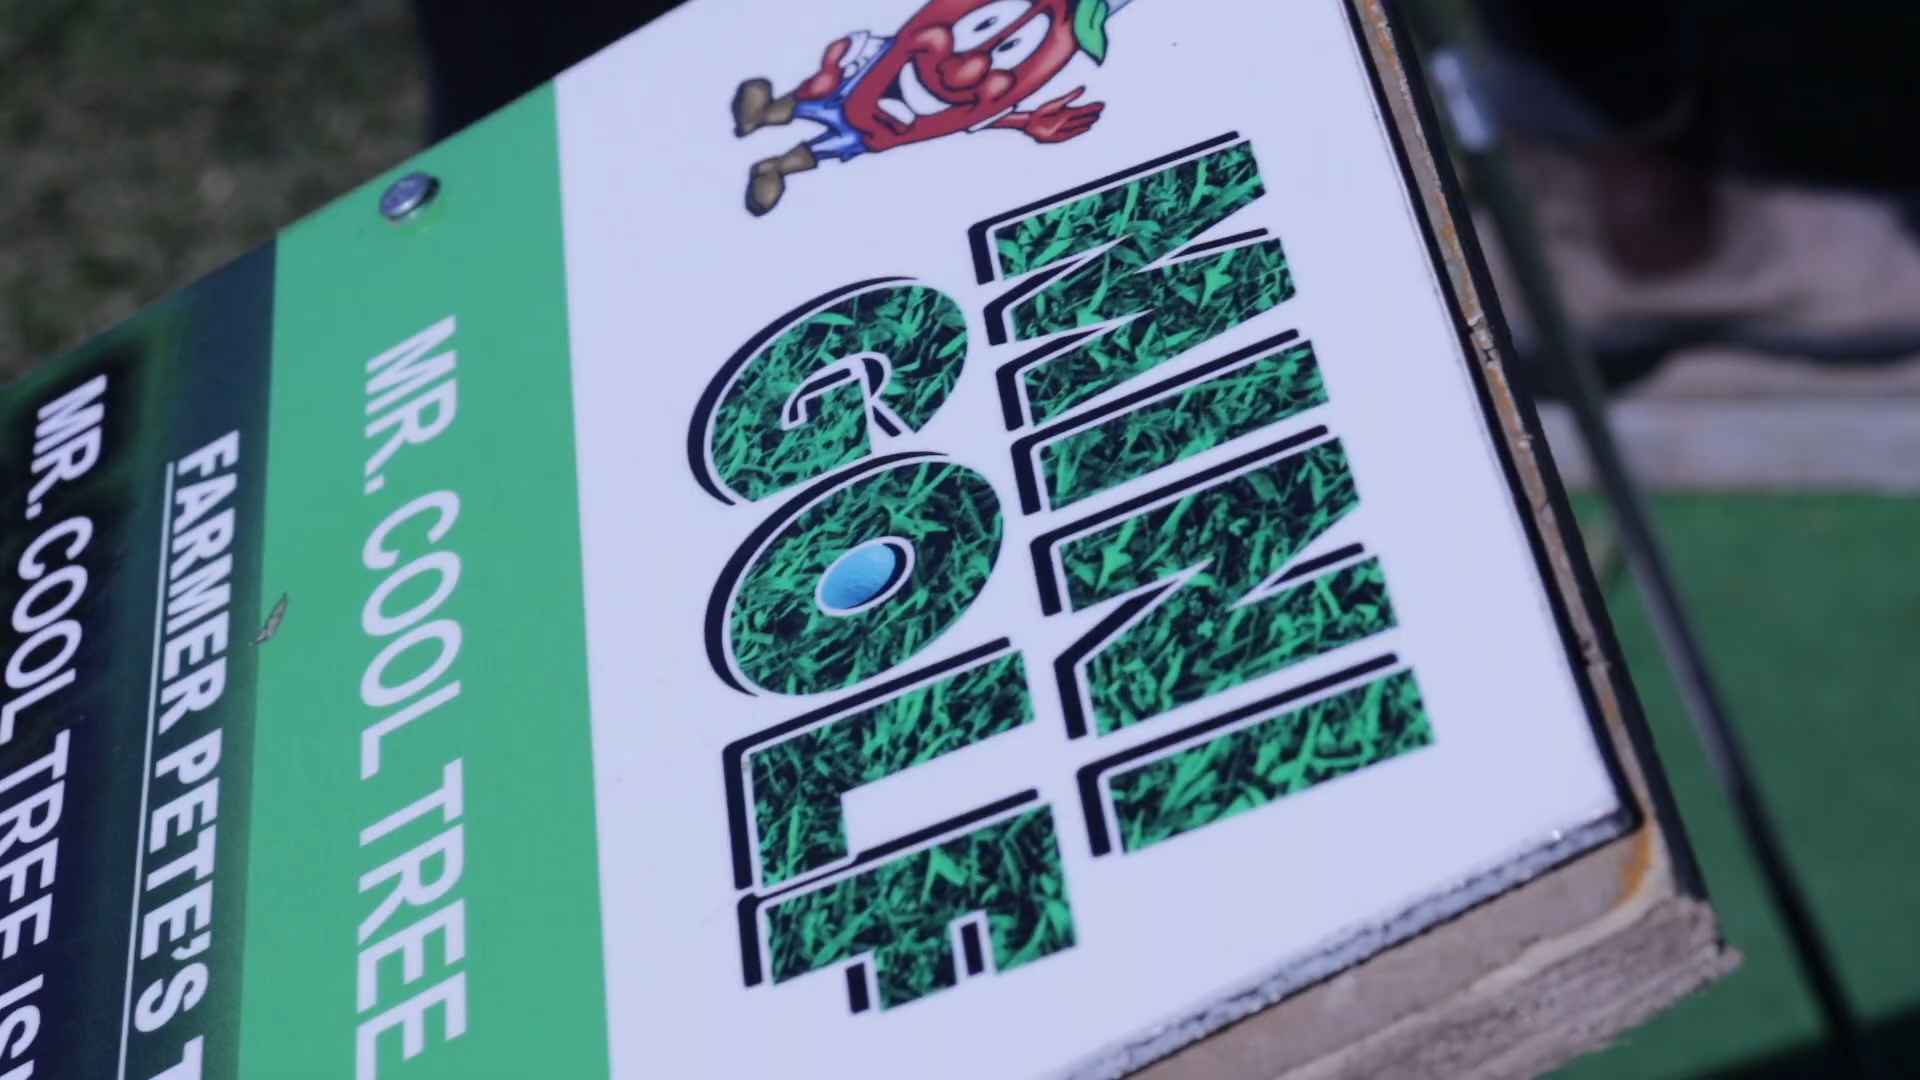 MINI
GOLF
MR. COOL TREE
FARMER PETE'S
MR. COOL TREE